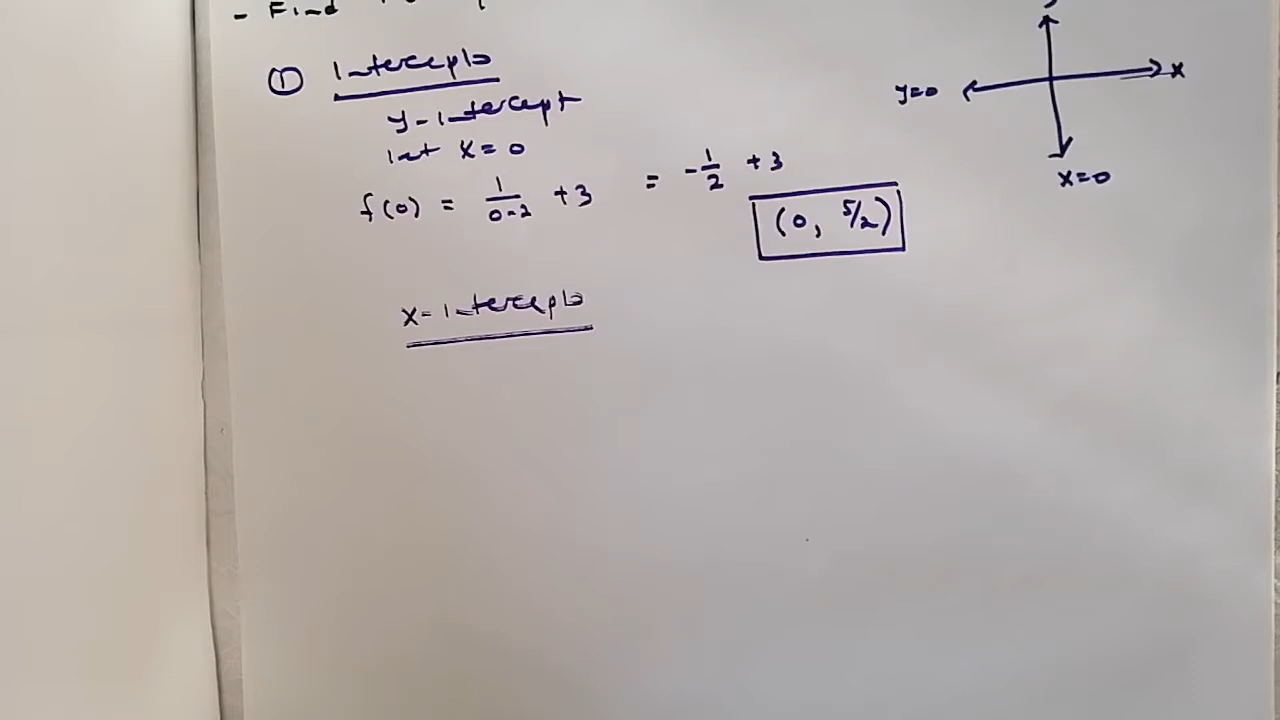 - Find
① Intercepts
y-intercept
let x = 0
f(0) = 1/(0-2) + 3 = -1/2 + 3
(0, 5/2)
x-intercepts
x
y=0
x=0